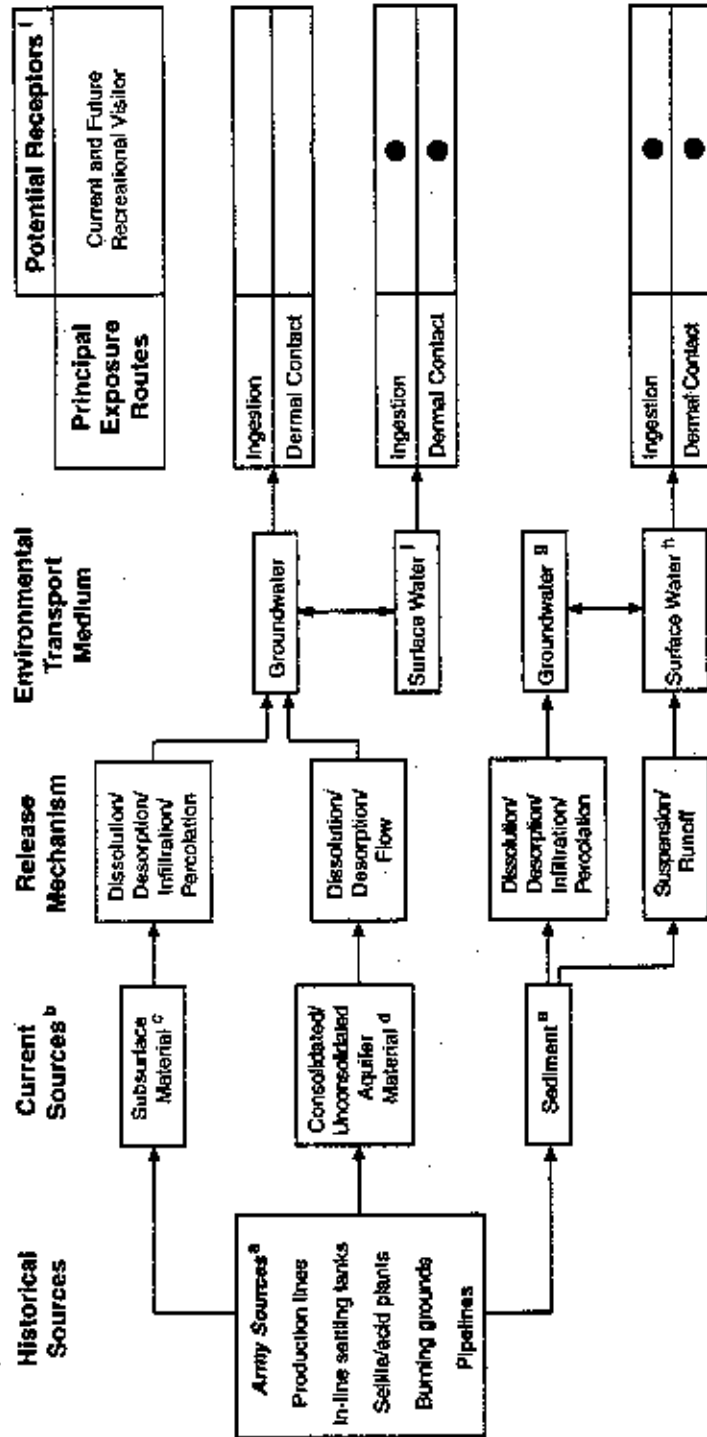 Historical
Sources
Current
Sources b
Release
Mechanism
Environmental
Transport
Medium
Principal
Exposure
Routes
Potential Receptors i
Current and Future
Recreational Visitor
Army Sources a
Production lines
In-line settling tanks
Sellite/acid plants
Burning grounds
Pipelines
Subsurface
Material c
Dissolution/
Desorption/
Infiltration/
Percolation
Groundwater
Ingestion
Dermal Contact
Consolidated/
Unconsolidated
Aquifer
Material d
Dissolution/
Desorption/
Flow
Surface Water
Ingestion
Dermal Contact
Sediment
Dissolution/
Desorption/
Infiltration/
Percolation
Groundwater g
Suspension/
Runoff
Surface Water h
Ingestion
Dermal Contact